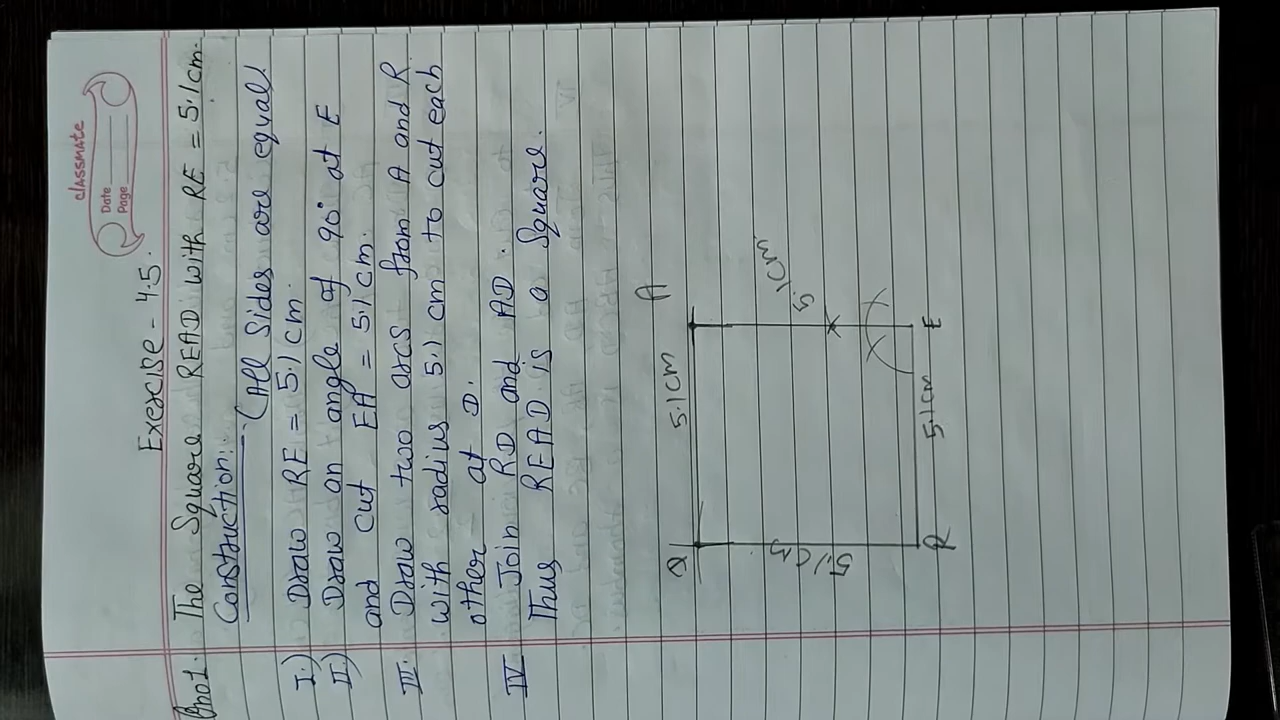 classmate
Date
Page
Exercise - 4.5.
Qno1. The Square READ with RE = 5.1cm.
Construction:- (All Sides are equal
I.) Draw RE = 5.1 cm.
II.) Draw an angle of 90° at E
and cut EA = 5.1 cm.
III. Draw two arcs from A and R
with radius 5.1 cm to cut each
other at D.
IV Join RD and AD.
Thus READ is a Square.
D
A
5.1cm
5.1cm
5.1cm
5.1cm
R
E